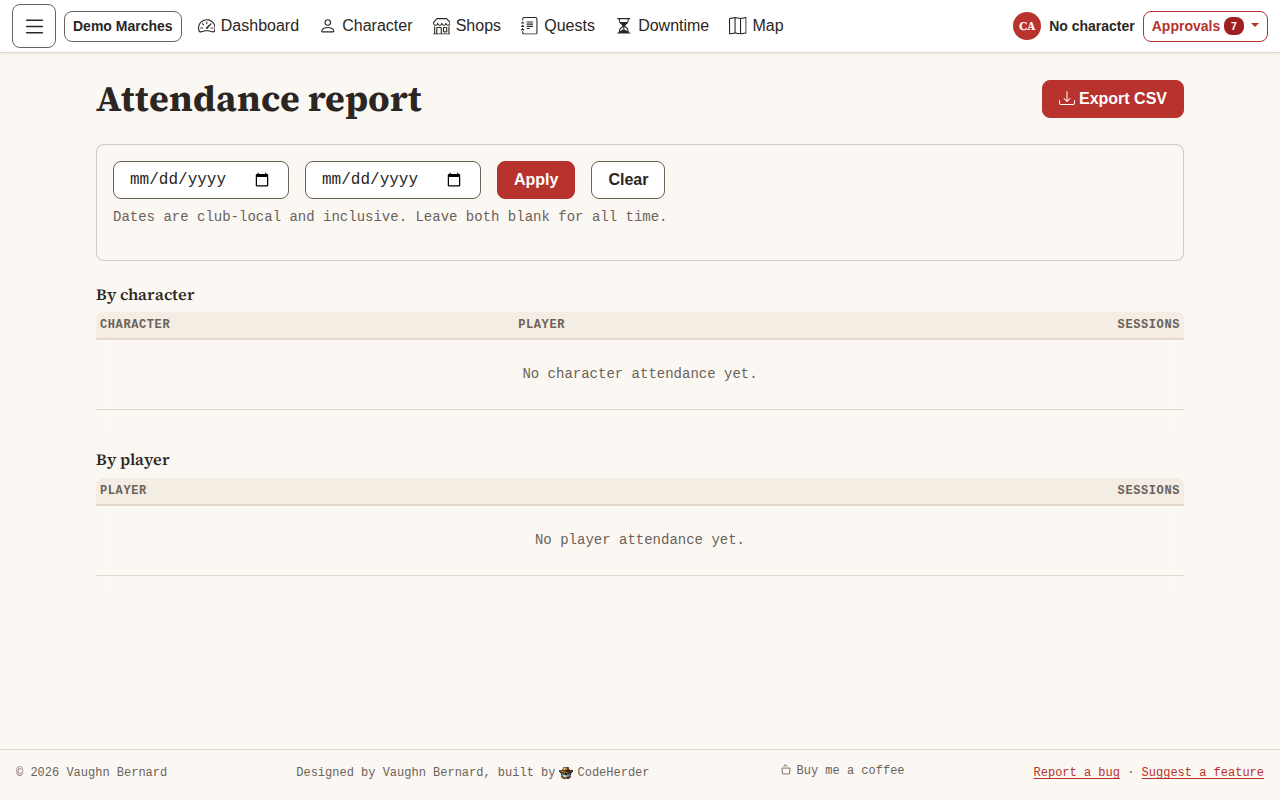 Demo Marches Dashboard Character Shops Quests Downtime Map CA No character Approvals 7
Attendance report
Export CSV
mm/dd/yyyy mm/dd/yyyy Apply Clear
Dates are club-local and inclusive. Leave both blank for all time.
By character
CHARACTER PLAYER SESSIONS
No character attendance yet.
By player
PLAYER SESSIONS
No player attendance yet.
© 2026 Vaughn Bernard Designed by Vaughn Bernard, built by CodeHerder Buy me a coffee Report a bug · Suggest a feature